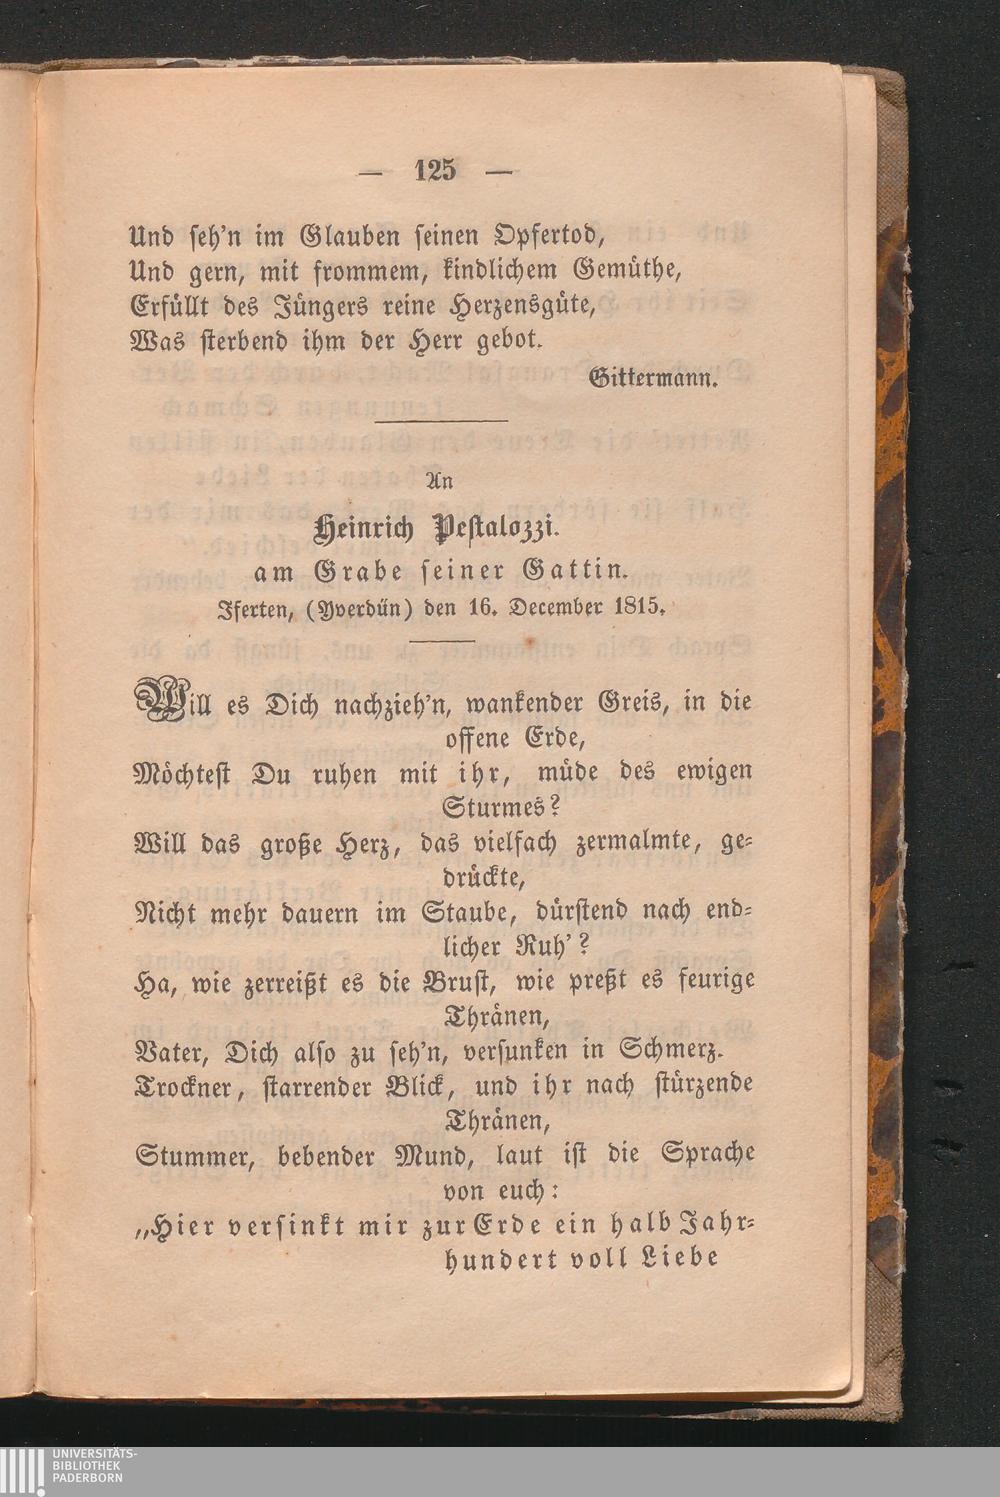 — 125 —
Und seh'n im Glauben seinen Opfertod,
Und gern, mit frommem, kindlichem Gemüthe,
Erfüllt des Jüngers reine Herzensgüte,
Was sterbend ihm der Herr gebot.
Gittermann.
An
Heinrich Pestalozzi.
am Grabe seiner Gattin.
Iferten, (Yverdün) den 16. December 1815.
Will es Dich nachzieh'n, wankender Greis, in die
offene Erde,
Möchtest Du ruhen mit ihr, müde des ewigen
Sturmes?
Will das große Herz, das vielfach zermalmte, ge-
drückte,
Nicht mehr dauern im Staube, dürstend nach end-
licher Ruh'?
Ha, wie zerreißt es die Brust, wie preßt es feurige
Thränen,
Vater, Dich also zu seh'n, versunken in Schmerz.
Trockner, starrender Blick, und ihr nach stürzende
Thränen,
Stummer, bebender Mund, laut ist die Sprache
von euch:
„Hier versinkt mir zur Erde ein halb Jahr-
hundert voll Liebe
UNIVERSITÄTS-
BIBLIOTHEK
PADERBORN